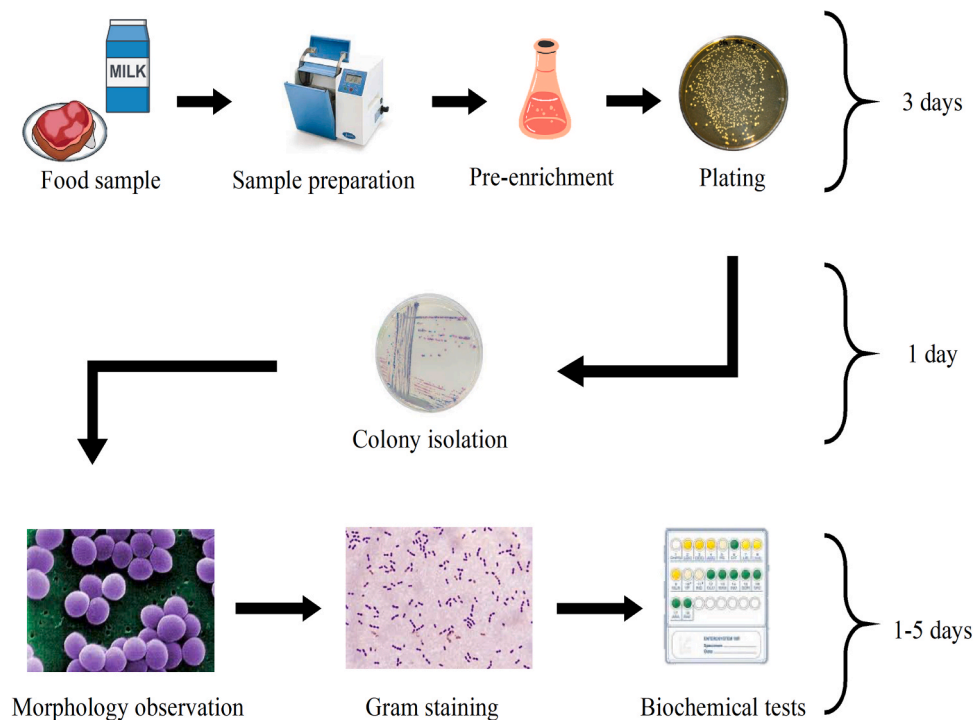 MILK
3 days
Food sample
Sample preparation
Pre-enrichment
Plating
1 day
Colony isolation
1-5 days
Morphology observation
Gram staining
Biochemical tests